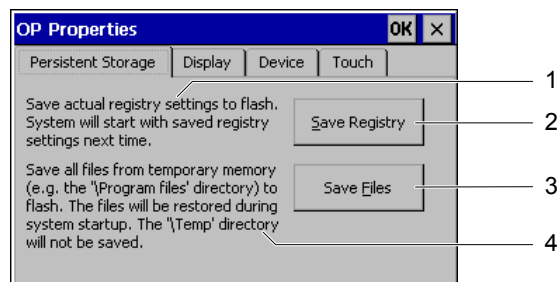 OP Properties OK ×
Persistent Storage Display Device Touch
Save actual registry settings to flash.
System will start with saved registry
settings next time.
Save Registry
Save all files from temporary memory
(e.g. the '\Program files' directory) to
flash. The files will be restored during
system startup. The '\Temp' directory
will not be saved.
Save Files
1
2
3
4